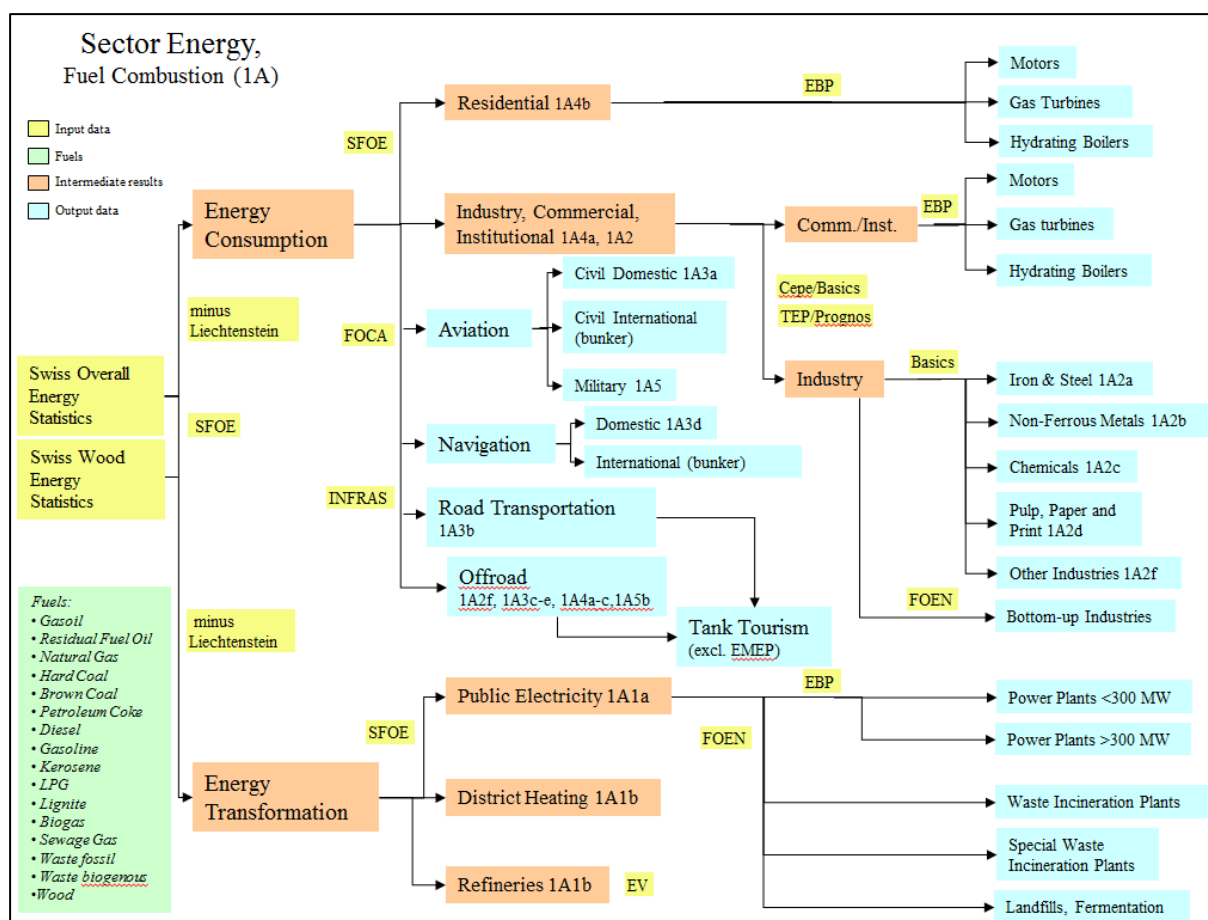 Sector Energy,
Fuel Combustion (1A)
Input data
Fuels
Intermediate results
Output data
SFOE
Residential 1A4b
EBP
Motors
Gas Turbines
Hydrating Boilers
Energy
Consumption
Industry, Commercial,
Institutional 1A4a, 1A2
Comm./Inst.
EBP
Motors
Gas turbines
Hydrating Boilers
minus
Liechtenstein
FOCA
Aviation
Civil Domestic 1A3a
Civil International
(bunker)
Military 1A5
Cepe/Basics
TEP/Prognos
Industry
Basics
Iron & Steel 1A2a
Non-Ferrous Metals 1A2b
Chemicals 1A2c
Pulp, Paper and
Print 1A2d
Other Industries 1A2f
FOEN
Bottom-up Industries
Swiss Overall
Energy
Statistics
SFOE
Swiss Wood
Energy
Statistics
Navigation
Domestic 1A3d
International (bunker)
INFRAS
Road Transportation
1A3b
Offroad
1A2f, 1A3c-e, 1A4a-c,1A5b
Tank Tourism
(excl. EMEP)
Fuels:
• Gasoil
• Residual Fuel Oil
• Natural Gas
• Hard Coal
• Brown Coal
• Petroleum Coke
• Diesel
• Gasoline
• Kerosene
• LPG
• Lignite
• Biogas
• Sewage Gas
• Waste fossil
• Waste biogenous
•Wood
minus
Liechtenstein
Energy
Transformation
SFOE
Public Electricity 1A1a
EBP
FOEN
Power Plants <300 MW
Power Plants >300 MW
District Heating 1A1b
Waste Incineration Plants
Special Waste
Incineration Plants
Refineries 1A1b
EV
Landfills, Fermentation